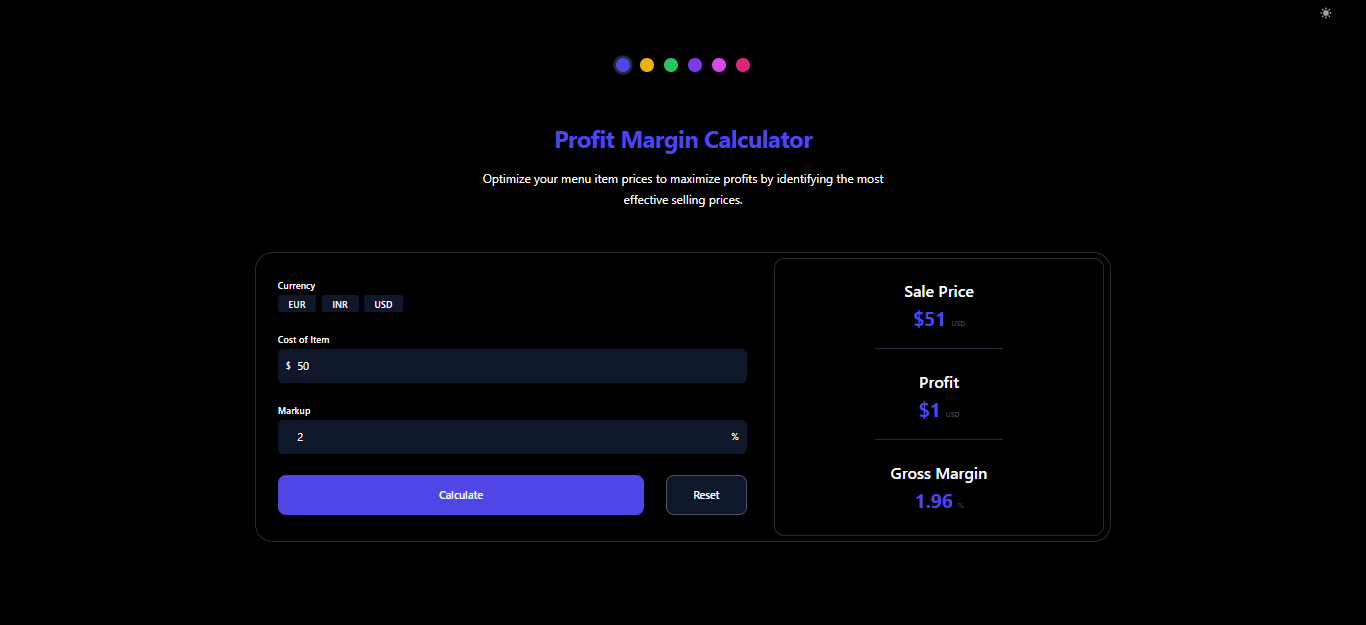 Profit Margin Calculator
Optimize your menu item prices to maximize profits by identifying the most
effective selling prices.
Currency
EUR INR USD
Cost of Item
$ 50
Markup
2 %
Calculate Reset
Sale Price
$51 USD
Profit
$1 USD
Gross Margin
1.96 %